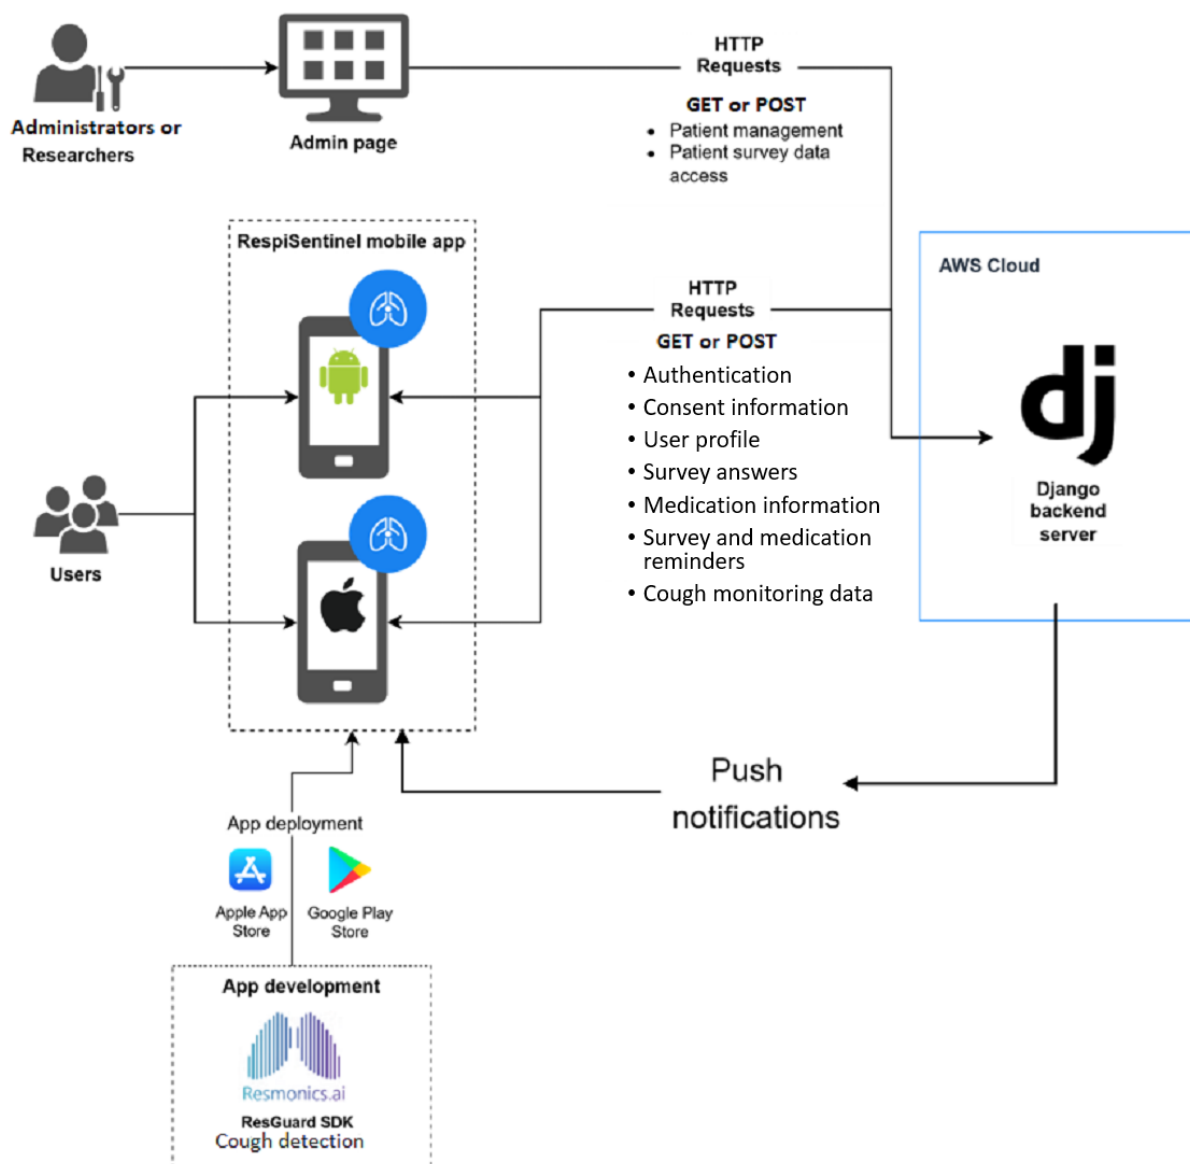 HTTP
Requests
GET or POST
• Patient management
• Patient survey data
access
Administrators or
Researchers
Admin page
RespiSentinel mobile app
AWS Cloud
HTTP
Requests
GET or POST
• Authentication
• Consent information
• User profile
• Survey answers
• Medication information
• Survey and medication
reminders
• Cough monitoring data
dj
Django
backend
server
Users
Push
notifications
App deployment
Apple App
Store
Google Play
Store
App development
Resmonics.ai
ResGuard SDK
Cough detection